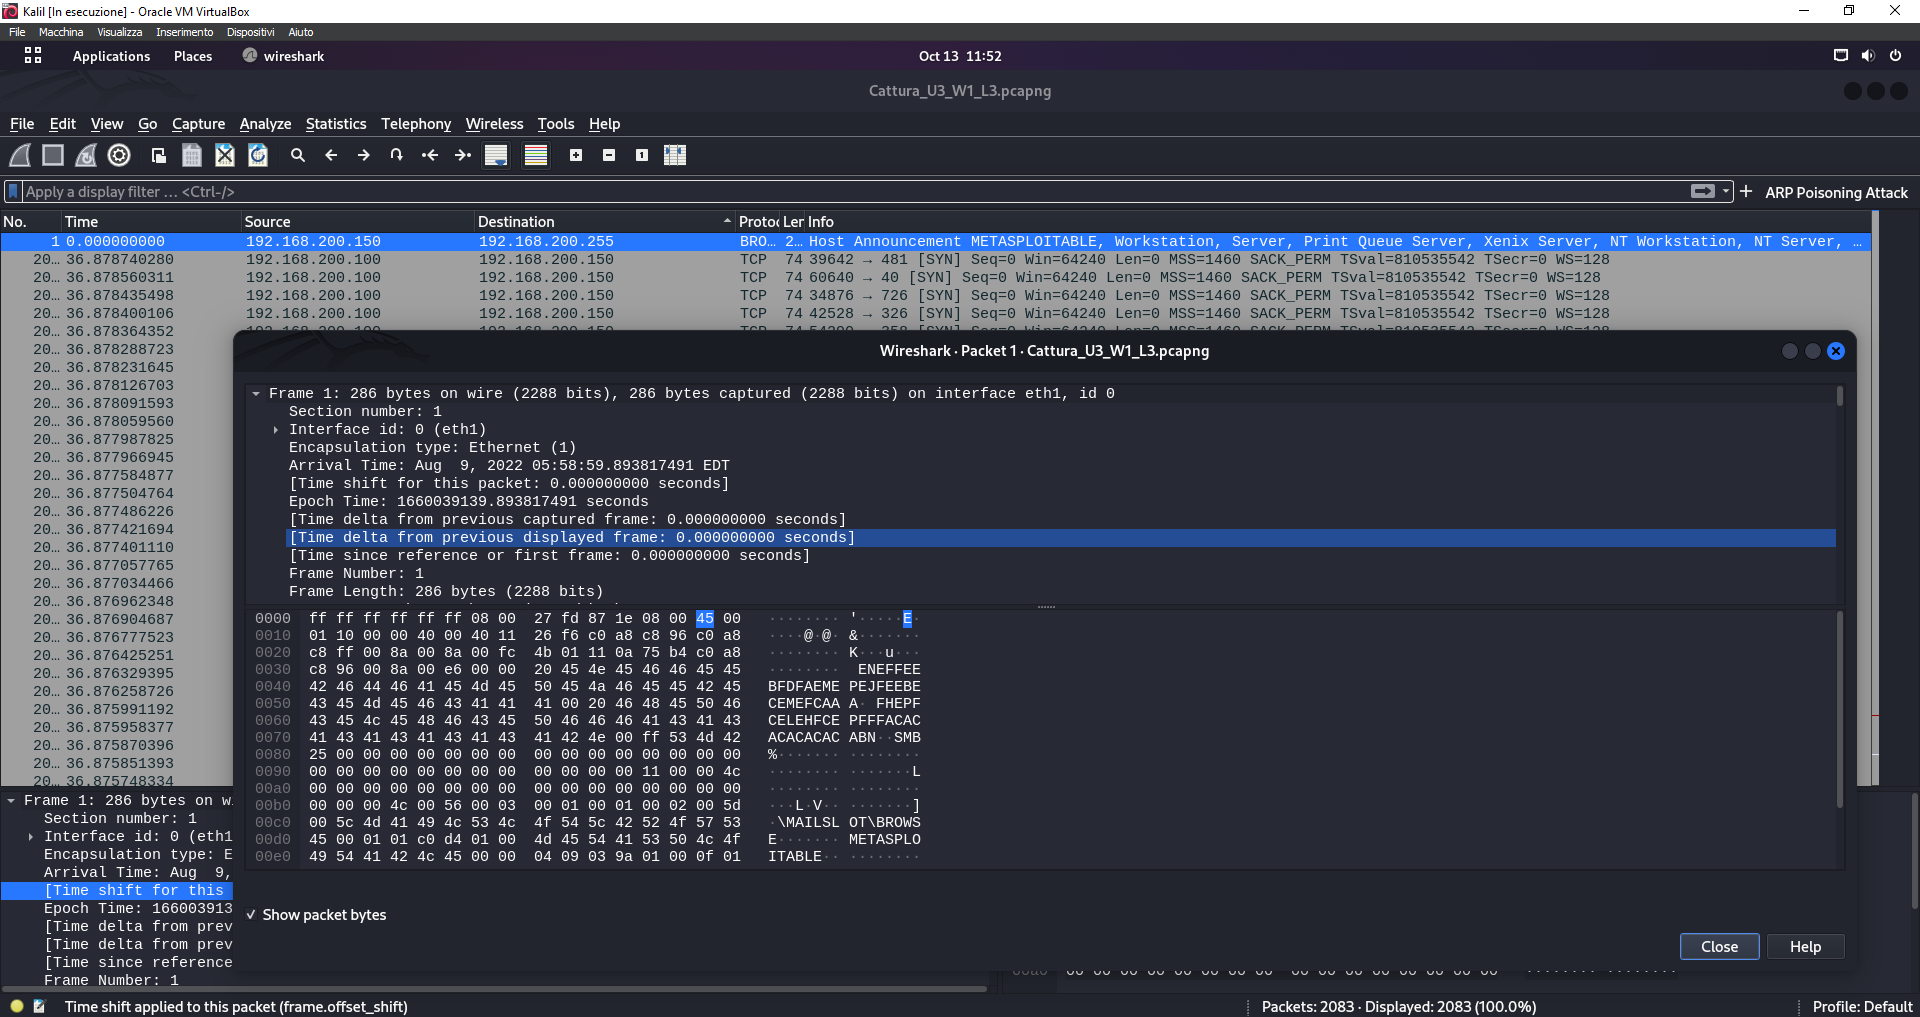 Kalil [In esecuzione] - Oracle VM VirtualBox
File Macchina Visualizza Inserimento Dispositivi Aiuto
Applications Places wireshark Oct 13 11:52
Cattura_U3_W1_L3.pcapng
File Edit View Go Capture Analyze Statistics Telephony Wireless Tools Help
Apply a display filter … <Ctrl-/> + ARP Poisoning Attack
No. Time Source Destination Protoc Ler Info
1 0.000000000 192.168.200.150 192.168.200.255 BRO… 2… Host Announcement METASPLOITABLE, Workstation, Server, Print Queue Server, Xenix Server, NT Workstation, NT Server, …
20… 36.878740280 192.168.200.100 192.168.200.150 TCP 74 39642 → 481 [SYN] Seq=0 Win=64240 Len=0 MSS=1460 SACK_PERM TSval=810535542 TSecr=0 WS=128
20… 36.878560311 192.168.200.100 192.168.200.150 TCP 74 60640 → 40 [SYN] Seq=0 Win=64240 Len=0 MSS=1460 SACK_PERM TSval=810535542 TSecr=0 WS=128
20… 36.878435498 192.168.200.100 192.168.200.150 TCP 74 34876 → 726 [SYN] Seq=0 Win=64240 Len=0 MSS=1460 SACK_PERM TSval=810535542 TSecr=0 WS=128
20… 36.878400106 192.168.200.100 192.168.200.150 TCP 74 42528 → 326 [SYN] Seq=0 Win=64240 Len=0 MSS=1460 SACK_PERM TSval=810535542 TSecr=0 WS=128
20… 36.878364352
20… 36.878288723
20… 36.878231645
20… 36.878126703
20… 36.878091593
20… 36.878059560
20… 36.877987825
20… 36.877966945
20… 36.877584877
20… 36.877504764
20… 36.877486226
20… 36.877421694
20… 36.877401110
20… 36.877057765
20… 36.877034466
20… 36.876962348
20… 36.876904687
20… 36.876777523
20… 36.876425251
20… 36.876329395
20… 36.876258726
20… 36.875991192
20… 36.875958377
20… 36.875870396
20… 36.875851393
20… 36.875748334
Wireshark · Packet 1 · Cattura_U3_W1_L3.pcapng
Frame 1: 286 bytes on wire (2288 bits), 286 bytes captured (2288 bits) on interface eth1, id 0
Section number: 1
Interface id: 0 (eth1)
Encapsulation type: Ethernet (1)
Arrival Time: Aug  9, 2022 05:58:59.893817491 EDT
[Time shift for this packet: 0.000000000 seconds]
Epoch Time: 1660039139.893817491 seconds
[Time delta from previous captured frame: 0.000000000 seconds]
[Time delta from previous displayed frame: 0.000000000 seconds]
[Time since reference or first frame: 0.000000000 seconds]
Frame Number: 1
Frame Length: 286 bytes (2288 bits)
0000 ff ff ff ff ff ff 08 00 27 fd 87 1e 08 00 45 00 ········ '·····E·
0010 01 10 00 00 40 00 40 11 26 f6 c0 a8 c8 96 c0 a8 ····@·@· &·······
0020 c8 ff 00 8a 00 8a 00 fc 4b 01 11 0a 75 b4 c0 a8 ········ K···u···
0030 c8 96 00 8a 00 e6 00 00 20 45 4e 45 46 46 45 45 ········  ENEFFEE
0040 42 46 44 46 41 45 4d 45 50 45 4a 46 45 45 42 45 BFDFAEME PEJFEEBE
0050 43 45 4d 45 46 43 41 41 41 00 20 46 48 45 50 46 CEMEFCAA A· FHEPF
0060 43 45 4c 45 48 46 43 45 50 46 46 46 41 43 41 43 CELEHFCE PFFFACAC
0070 41 43 41 43 41 43 41 43 41 42 4e 00 ff 53 4d 42 ACACACAC ABN··SMB
0080 25 00 00 00 00 00 00 00 00 00 00 00 00 00 00 00 %······· ········
0090 00 00 00 00 00 00 00 00 00 00 00 00 11 00 00 4c ········ ·······L
00a0 00 00 00 00 00 00 00 00 00 00 00 00 00 00 00 00 ········ ········
00b0 00 00 00 4c 00 56 00 03 00 01 00 01 00 02 00 5d ···L·V·· ·······]
00c0 00 5c 4d 41 49 4c 53 4c 4f 54 5c 42 52 4f 57 53 ·\MAILSL OT\BROWS
00d0 45 00 01 01 c0 d4 01 00 4d 45 54 41 53 50 4c 4f E······· METASPLO
00e0 49 54 41 42 4c 45 00 00 04 09 03 9a 01 00 0f 01 ITABLE·· ········
Show packet bytes
Close Help
Frame 1: 286 bytes on w
Section number: 1
Interface id: 0 (eth1
Encapsulation type: E
Arrival Time: Aug  9,
[Time shift for this
Epoch Time: 166003913
[Time delta from prev
[Time delta from prev
[Time since reference
Frame Number: 1
Time shift applied to this packet (frame.offset_shift) Packets: 2083 · Displayed: 2083 (100.0%) Profile: Default